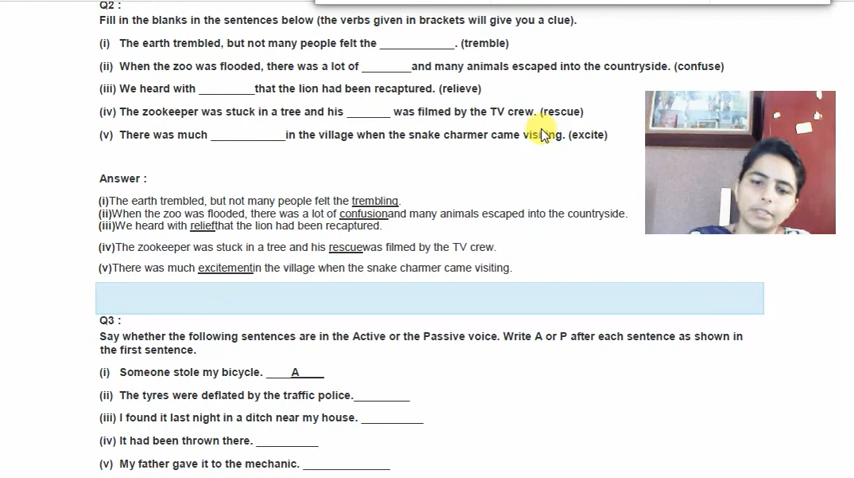 Q2 :
Fill in the blanks in the sentences below (the verbs given in brackets will give you a clue).
(i) The earth trembled, but not many people felt the ____________. (tremble)
(ii) When the zoo was flooded, there was a lot of ________and many animals escaped into the countryside. (confuse)
(iii) We heard with _________that the lion had been recaptured. (relieve)
(iv) The zookeeper was stuck in a tree and his _______ was filmed by the TV crew. (rescue)
(v) There was much ____________in the village when the snake charmer came visiting. (excite)
Answer :
(i)The earth trembled, but not many people felt the trembling.
(ii)When the zoo was flooded, there was a lot of confusionand many animals escaped into the countryside.
(iii)We heard with reliefthat the lion had been recaptured.
(iv)The zookeeper was stuck in a tree and his rescuewas filmed by the TV crew.
(v)There was much excitementin the village when the snake charmer came visiting.
Q3 :
Say whether the following sentences are in the Active or the Passive voice. Write A or P after each sentence as shown in
the first sentence.
(i) Someone stole my bicycle. ____A____
(ii) The tyres were deflated by the traffic police._________
(iii) I found it last night in a ditch near my house. __________
(iv) It had been thrown there. __________
(v) My father gave it to the mechanic. ______________